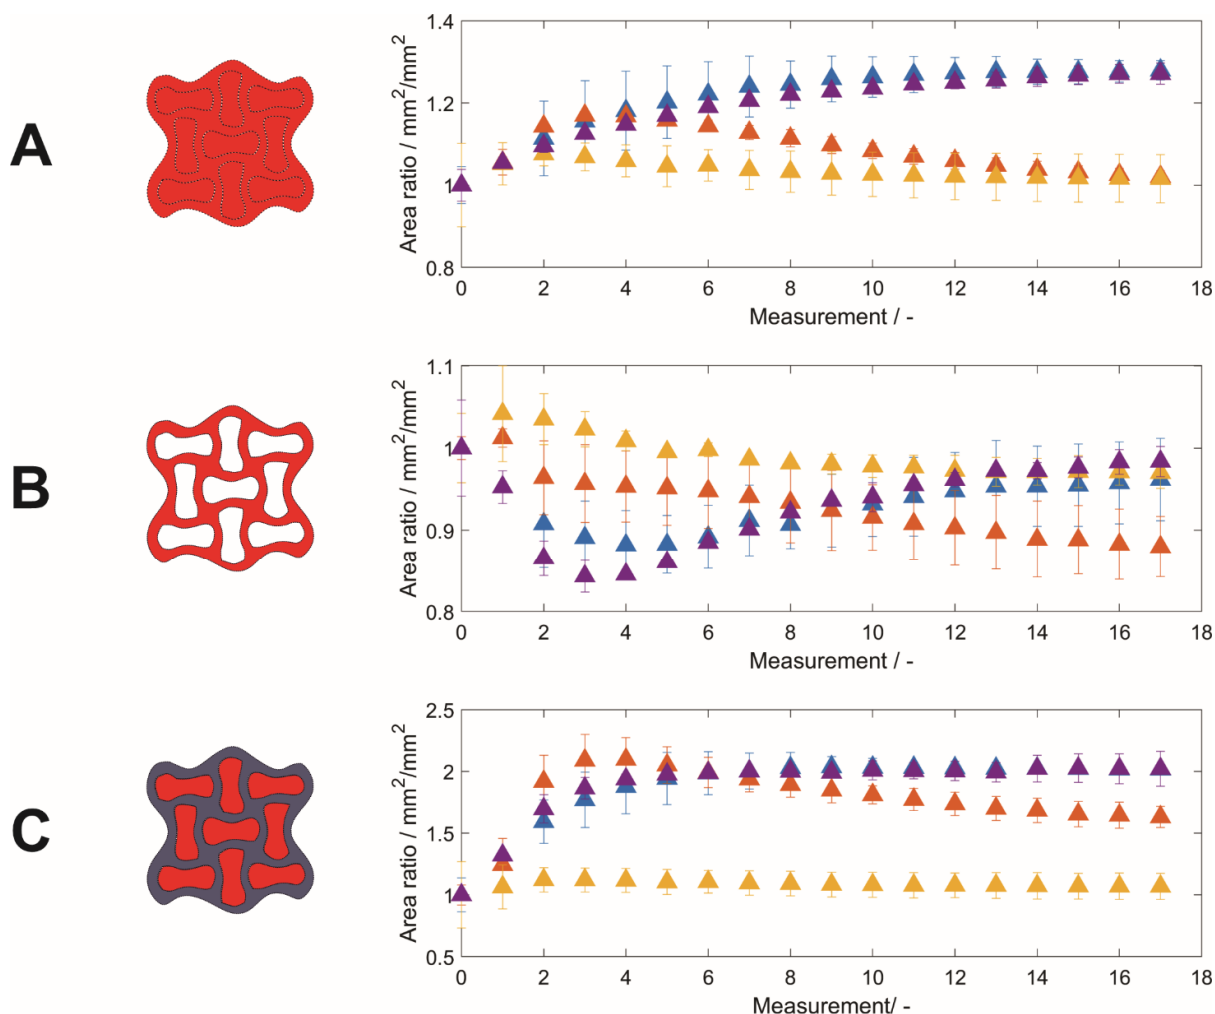 A
Area ratio / mm²/mm²
1.4
1.2
1
0.8
0 2 4 6 8 10 12 14 16 18
Measurement / -
B
Area ratio / mm²/mm²
1.1
1
0.9
0.8
0 2 4 6 8 10 12 14 16 18
Measurement / -
C
Area ratio / mm²/mm²
2.5
2
1.5
1
0.5
0 2 4 6 8 10 12 14 16 18
Measurement/ -